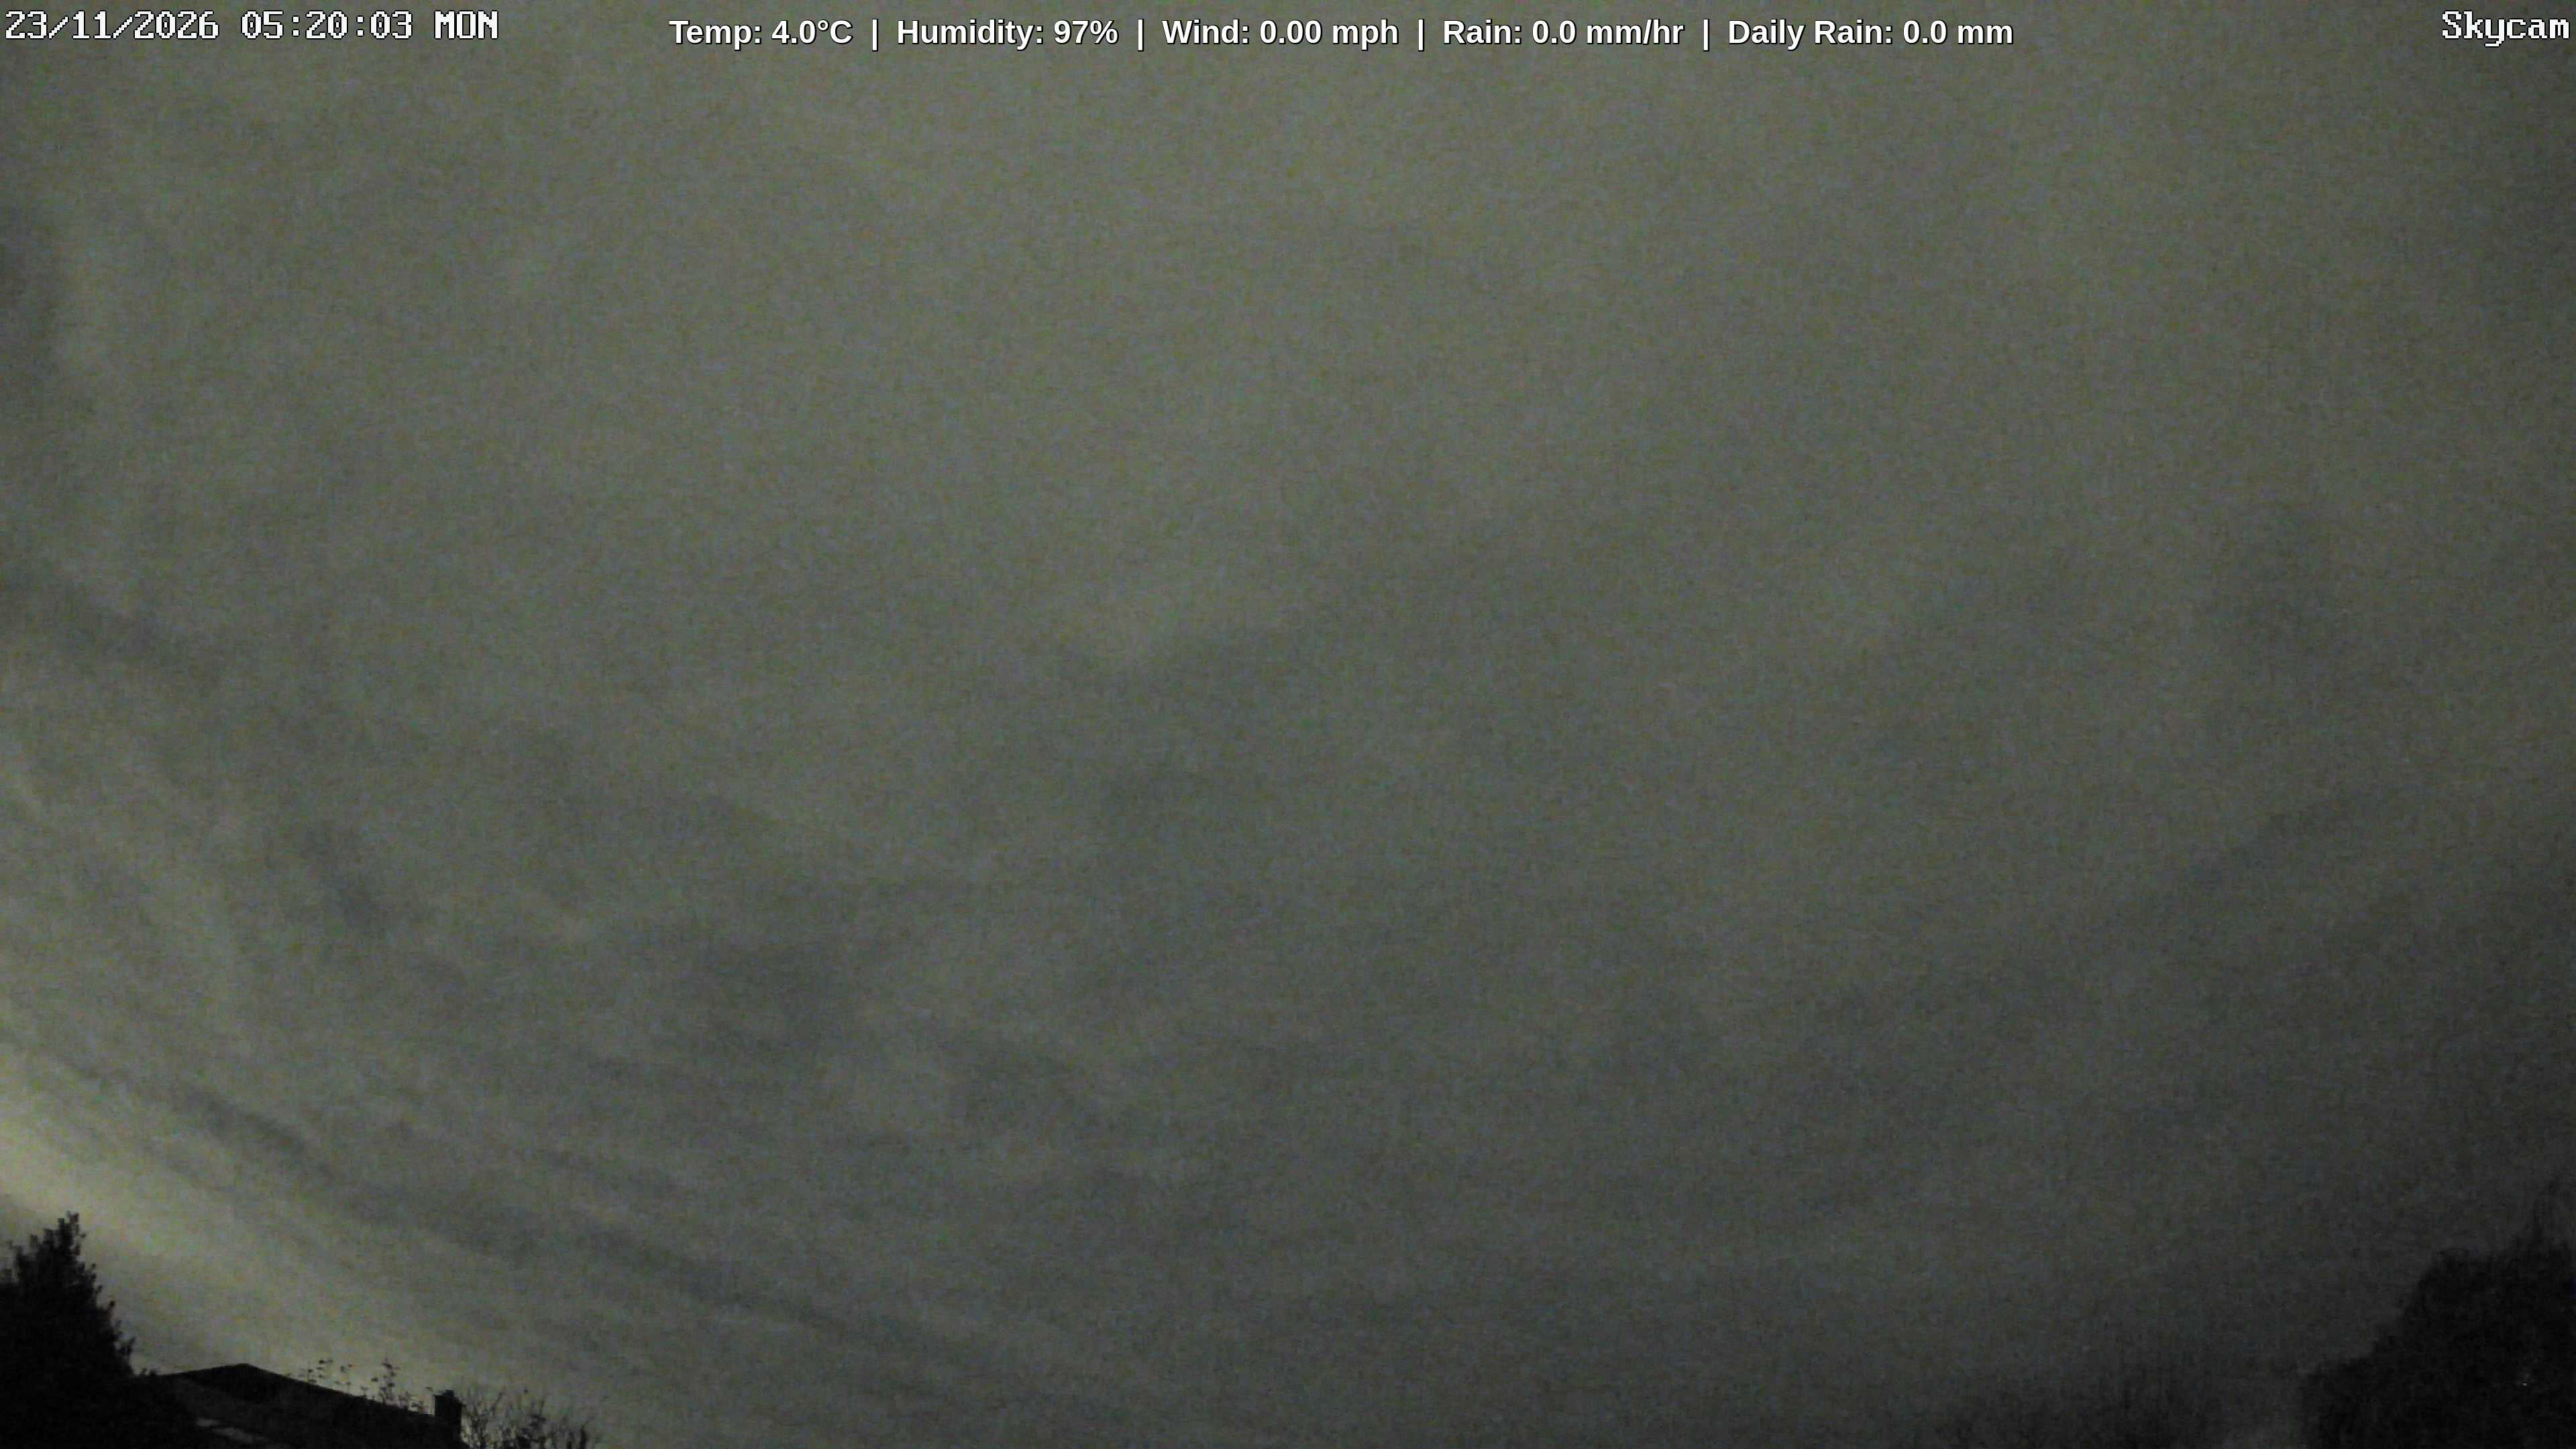 23/11/2026 05:20:03 MON
Temp: 4.0°C | Humidity: 97% | Wind: 0.00 mph | Rain: 0.0 mm/hr | Daily Rain: 0.0 mm
Skycam